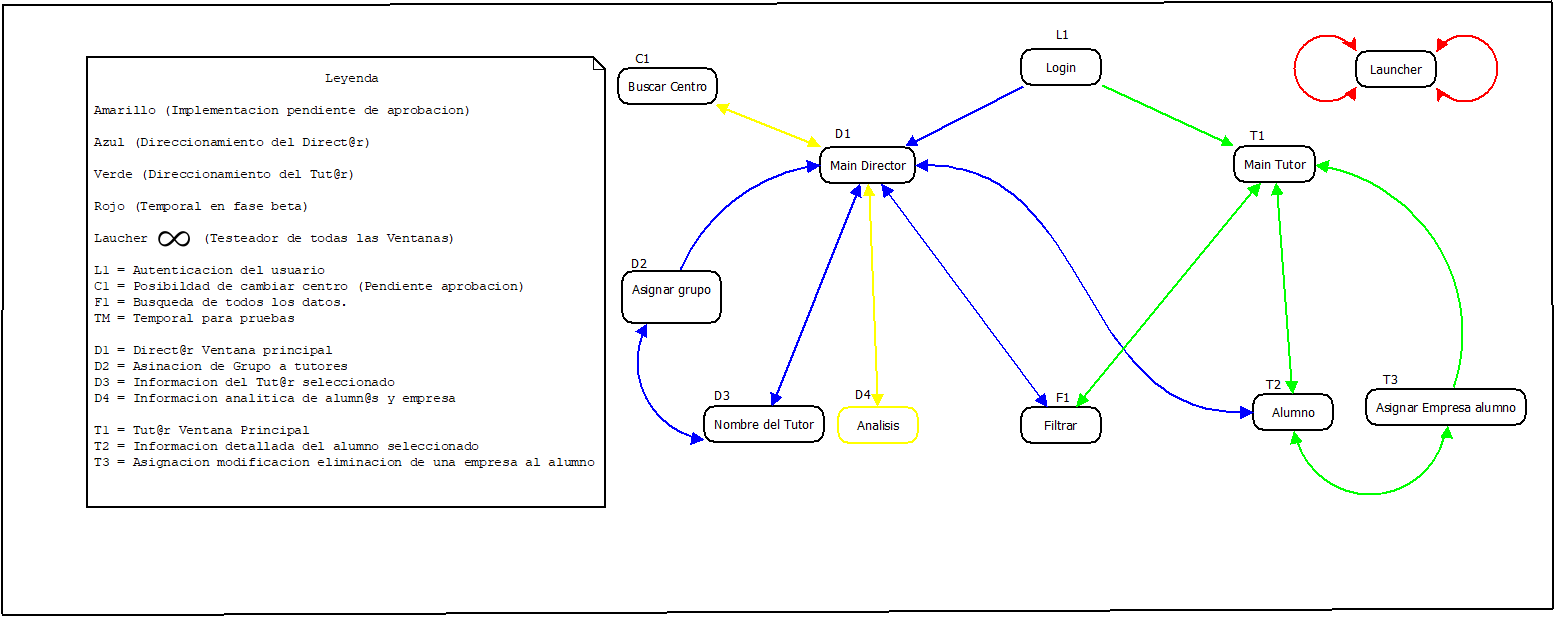 Leyenda
Amarillo (Implementacion pendiente de aprobacion)
Azul (Direccionamiento del Direct@r)
Verde (Direccionamiento del Tut@r)
Rojo (Temporal en fase beta)
Laucher ∞ (Testeador de todas las Ventanas)
L1 = Autenticacion del usuario
C1 = Posibildad de cambiar centro (Pendiente aprobacion)
F1 = Busqueda de todos los datos.
TM = Temporal para pruebas
D1 = Direct@r Ventana principal
D2 = Asinacion de Grupo a tutores
D3 = Informacion del Tut@r seleccionado
D4 = Informacion analitica de alumn@s y empresa
T1 = Tut@r Ventana Principal
T2 = Informacion detallada del alumno seleccionado
T3 = Asignacion modificacion eliminacion de una empresa al alumno
C1
Buscar Centro
L1
Login
Launcher
D1
Main Director
T1
Main Tutor
D2
Asignar grupo
D3
Nombre del Tutor
D4
Analisis
F1
Filtrar
T2
Alumno
T3
Asignar Empresa alumno